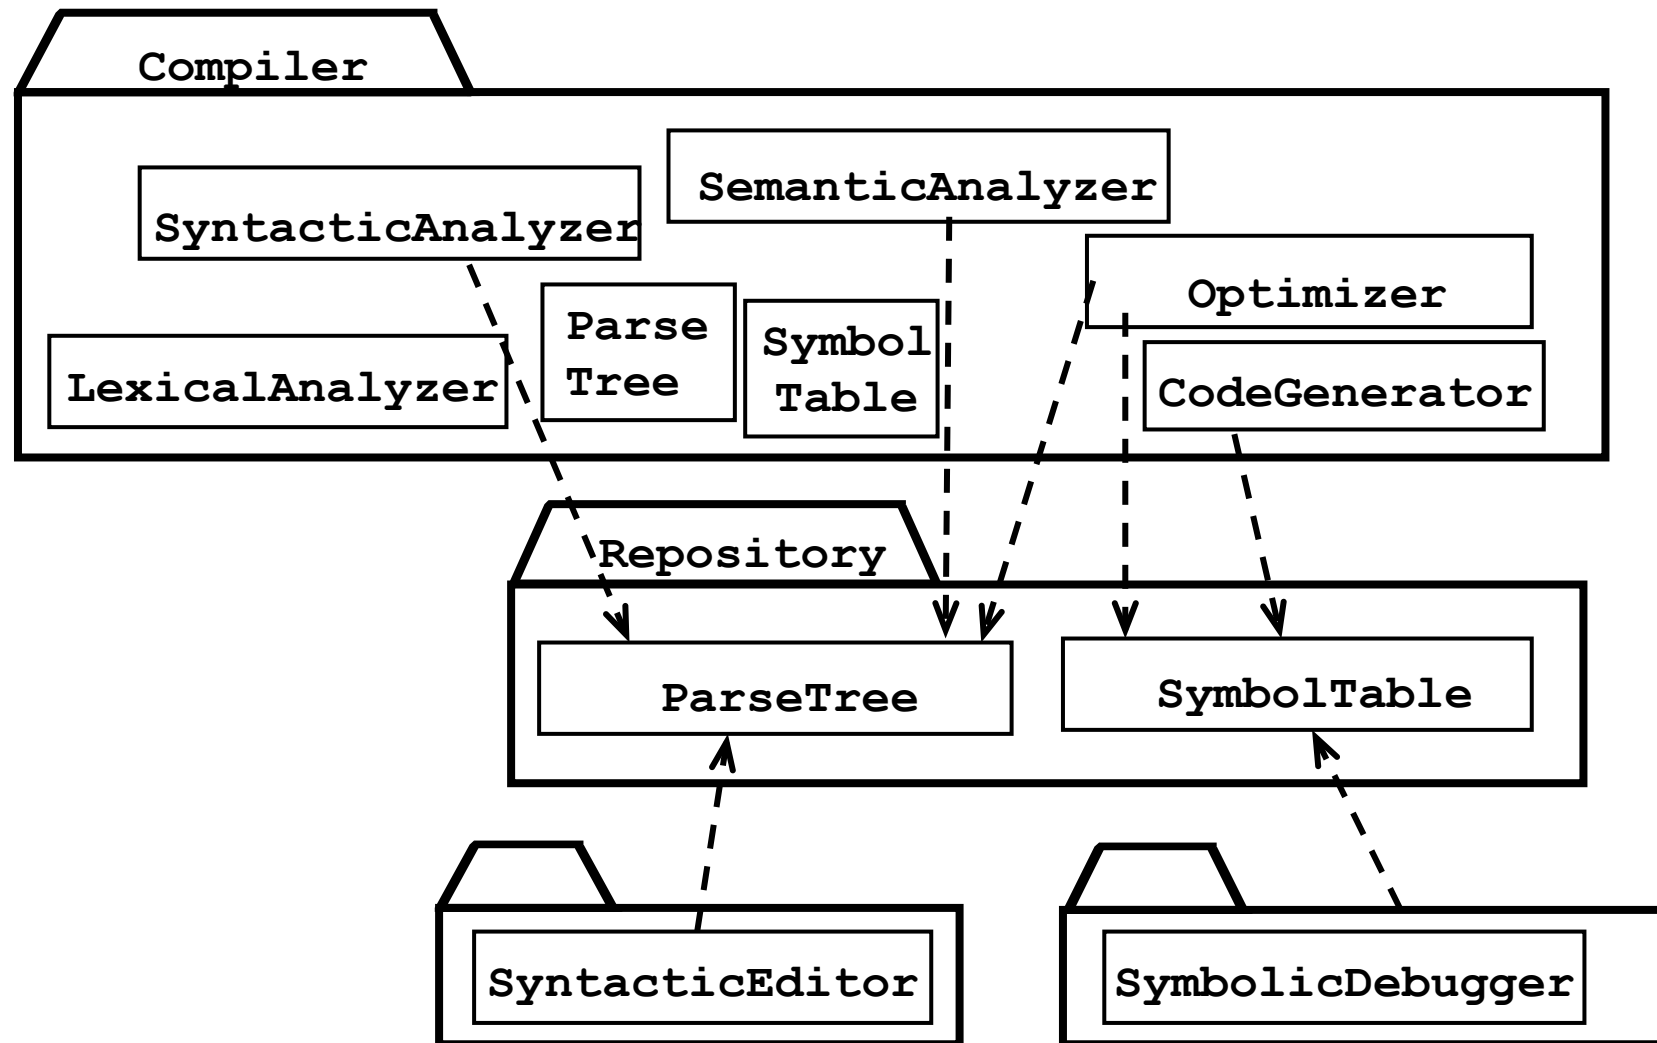 Compiler
SemanticAnalyzer
SyntacticAnalyzer
Optimizer
Parse
Tree
Symbol
Table
LexicalAnalyzer
CodeGenerator
Repository
ParseTree
SymbolTable
SyntacticEditor
SymbolicDebugger